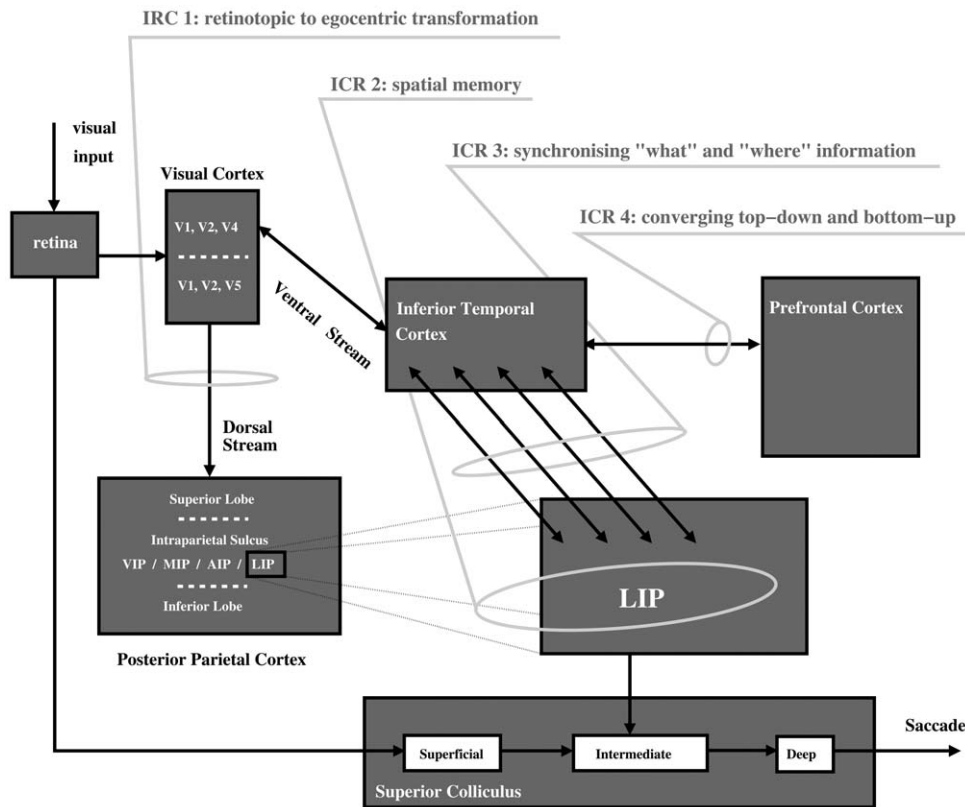 IRC 1: retinotopic to egocentric transformation
ICR 2: spatial memory
visual
input
ICR 3: synchronising "what" and "where" information
Visual Cortex
ICR 4: converging top−down and bottom−up
retina
V1, V2, V4
V1, V2, V5
Ventral Stream
Inferior Temporal
Cortex
Prefrontal Cortex
Dorsal
Stream
Superior Lobe
Intraparietal Sulcus
VIP / MIP / AIP / LIP
Inferior Lobe
Posterior Parietal Cortex
LIP
Superficial
Intermediate
Deep
Saccade
Superior Colliculus